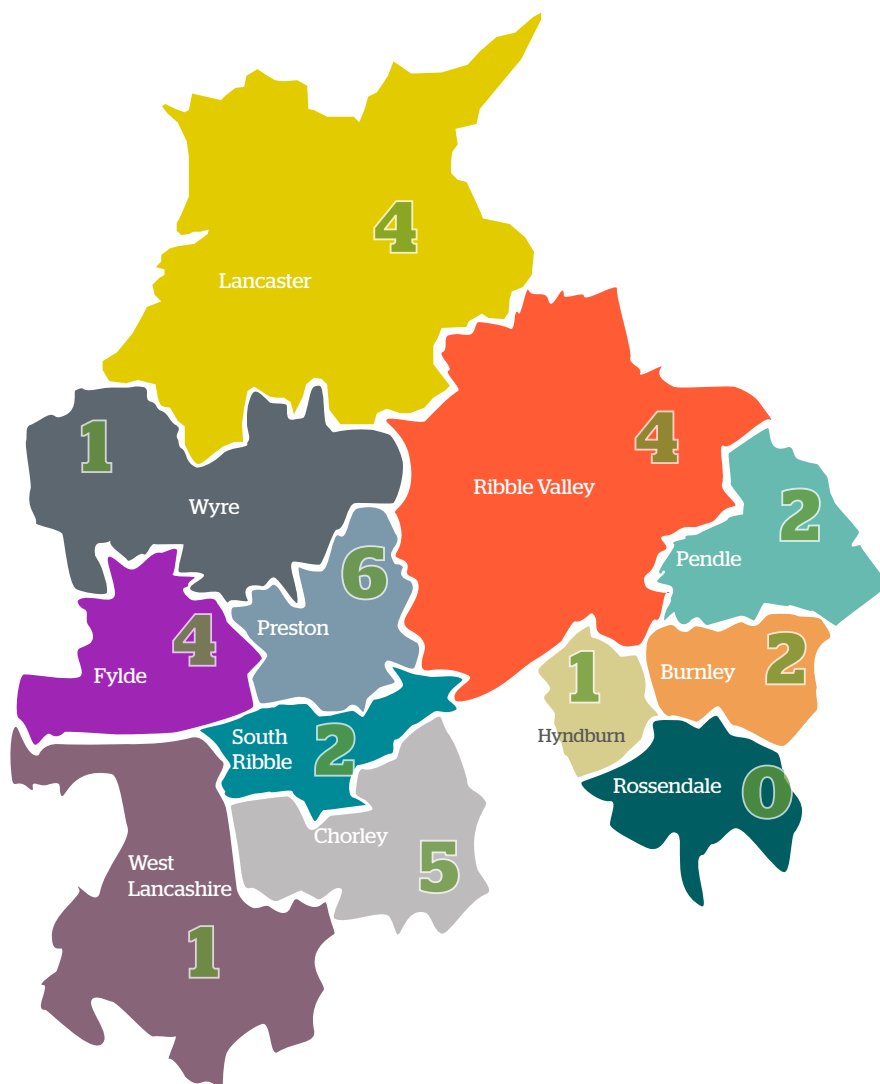 4
Lancaster
1
Wyre
4
Ribble Valley
2
Pendle
6
Preston
4
Fylde
1
Hyndburn
2
Burnley
South
Ribble
2
0
Rossendale
Chorley
5
West
Lancashire
1